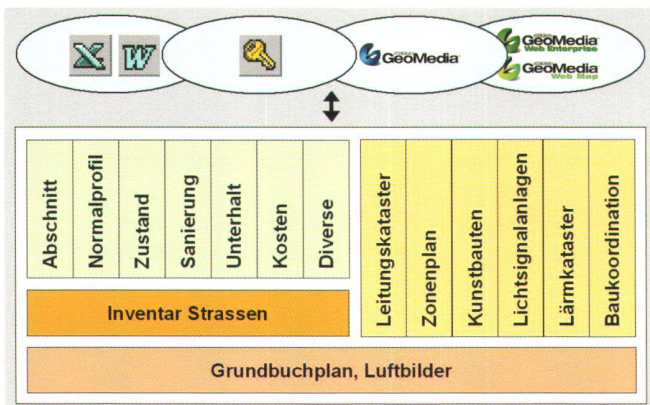 X W
GeoMedia
GeoMedia
Web Enterprise
GeoMedia
Web Map
Abschnitt
Normalprofil
Zustand
Sanierung
Unterhalt
Kosten
Diverse
Leitungskataster
Zonenplan
Kunstbauten
Lichtsignalanlagen
Lärmkataster
Baukoordination
Inventar Strassen
Grundbuchplan, Luftbilder